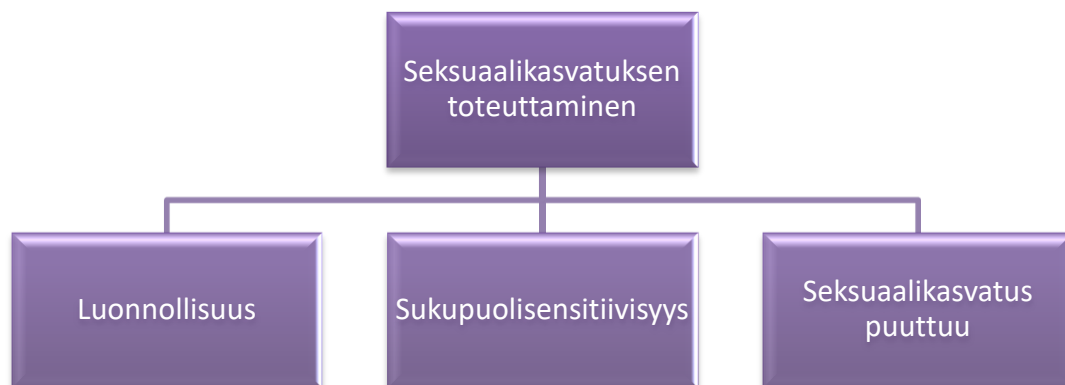 Seksuaalikasvatuksen
toteuttaminen
Luonnollisuus
Sukupuolisensitiivisyys
Seksuaalikasvatus
puuttuu